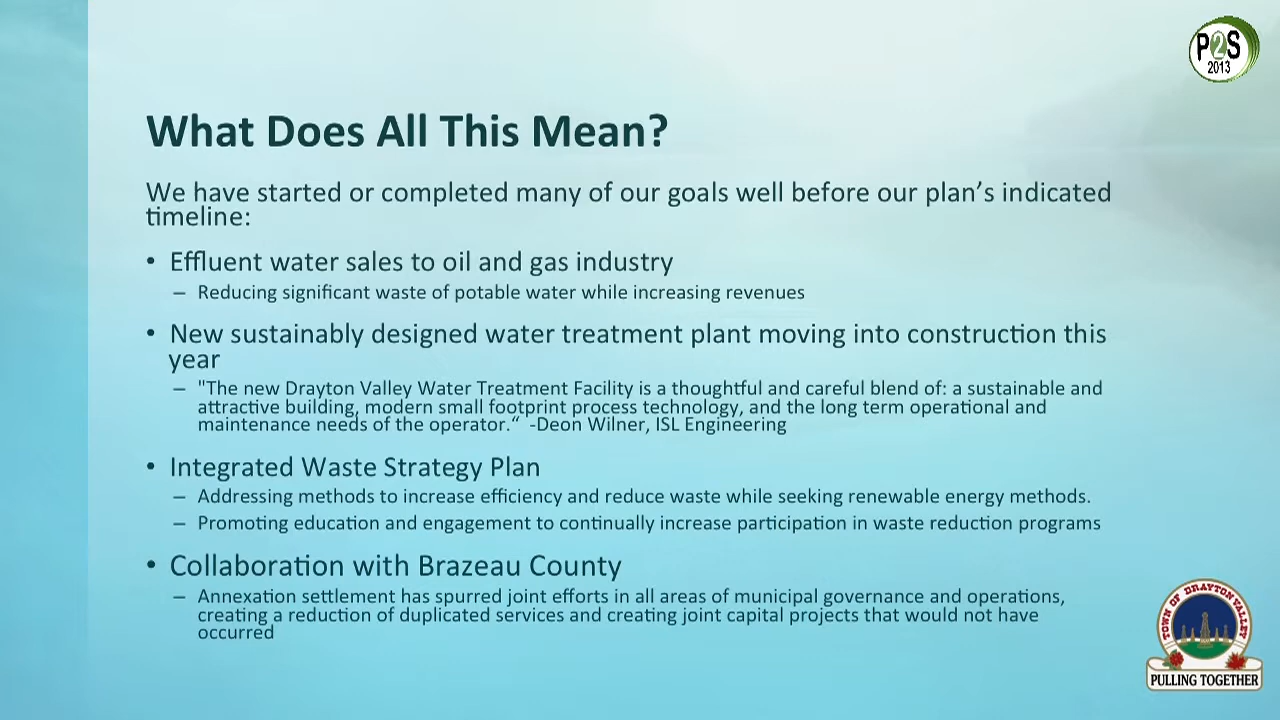 P2S
2013
What Does All This Mean?
We have started or completed many of our goals well before our plan’s indicated
timeline:
• Effluent water sales to oil and gas industry
– Reducing significant waste of potable water while increasing revenues
• New sustainably designed water treatment plant moving into construction this
year
– "The new Drayton Valley Water Treatment Facility is a thoughtful and careful blend of: a sustainable and
attractive building, modern small footprint process technology, and the long term operational and
maintenance needs of the operator.“ -Deon Wilner, ISL Engineering
• Integrated Waste Strategy Plan
– Addressing methods to increase efficiency and reduce waste while seeking renewable energy methods.
– Promoting education and engagement to continually increase participation in waste reduction programs
• Collaboration with Brazeau County
– Annexation settlement has spurred joint efforts in all areas of municipal governance and operations,
creating a reduction of duplicated services and creating joint capital projects that would not have
occurred
TOWN OF DRAYTON VALLEY
PULLING TOGETHER